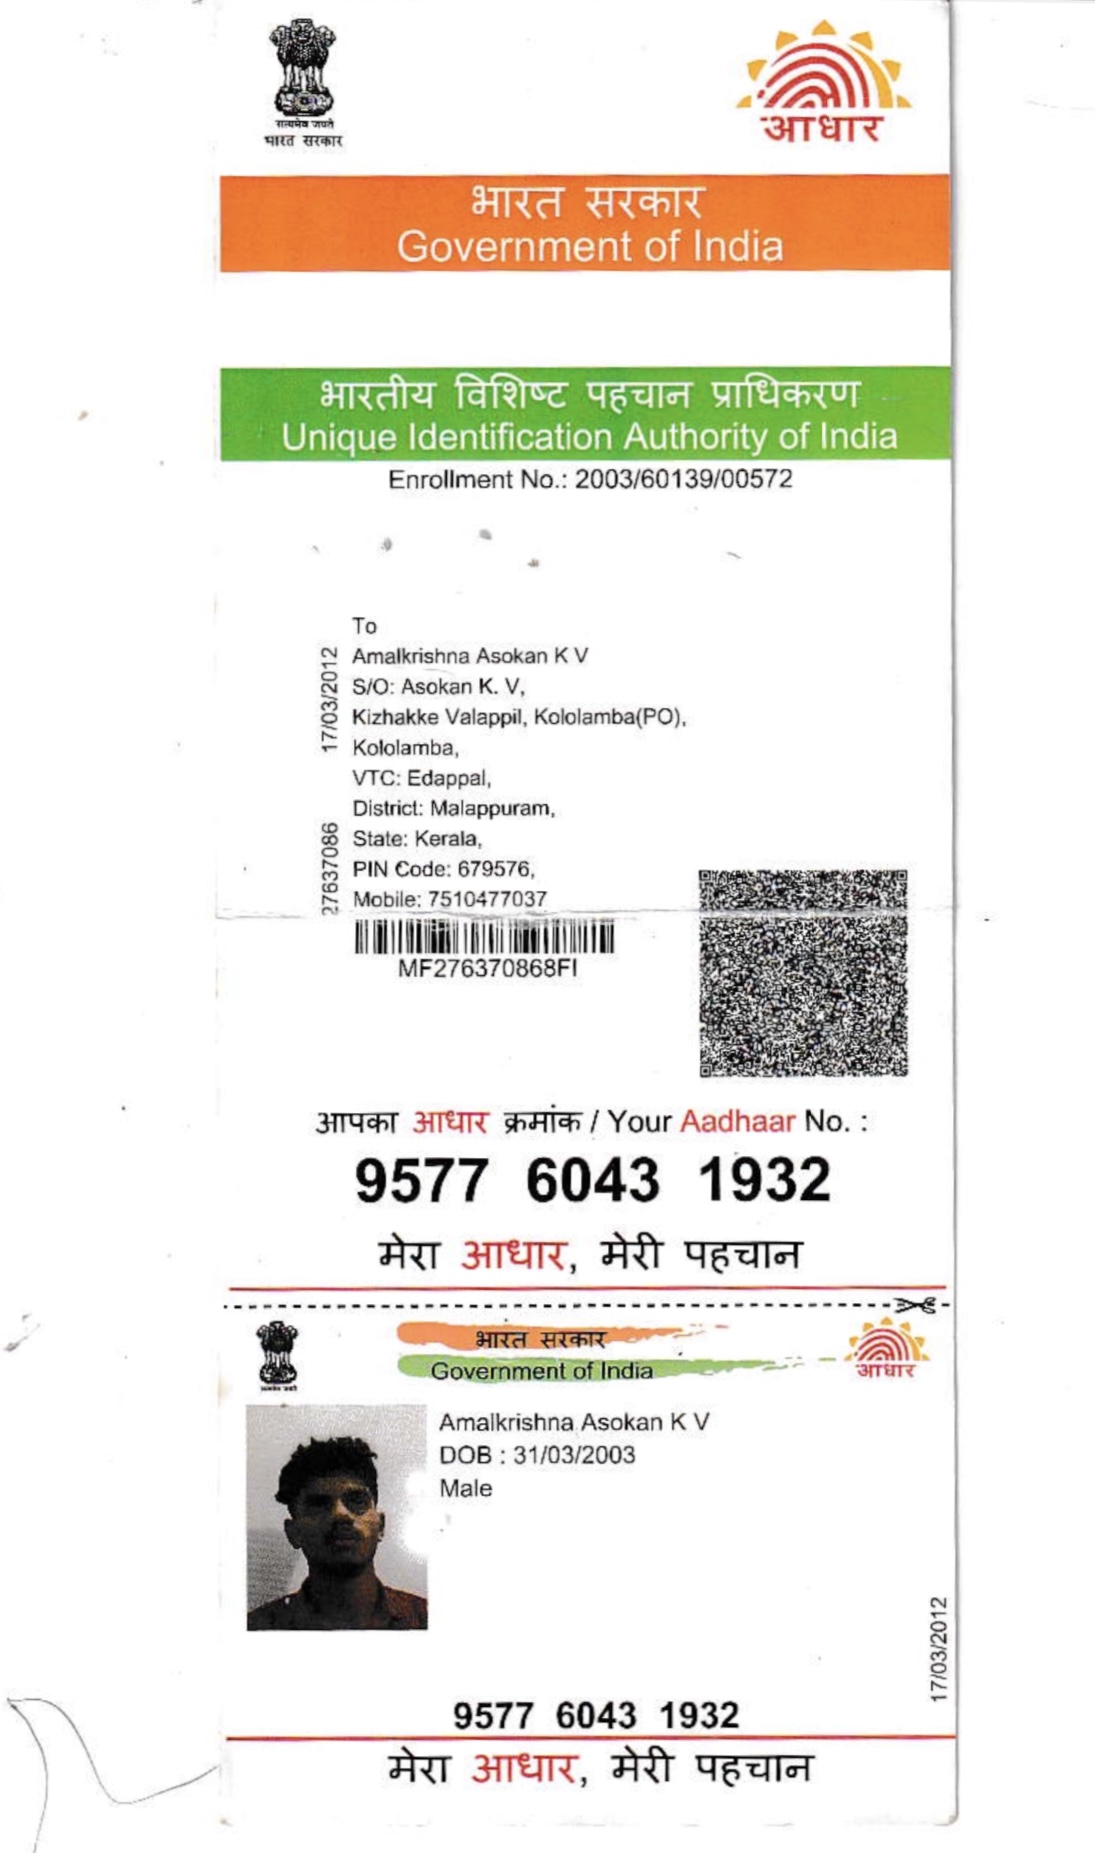 सत्यमेव जयते
भारत सरकार
आधार
भारत सरकार
Government of India
भारतीय विशिष्ट पहचान प्राधिकरण
Unique Identification Authority of India
Enrollment No.: 2003/60139/00572
To
Amalkrishna Asokan K V
S/O: Asokan K. V,
Kizhakke Valappil, Kololamba(PO),
Kololamba,
VTC: Edappal,
District: Malappuram,
State: Kerala,
PIN Code: 679576,
Mobile: 7510477037
17/03/2012
27637086
MF276370868FI
आपका आधार क्रमांक / Your Aadhaar No. :
9577 6043 1932
मेरा आधार, मेरी पहचान
भारत सरकार
Government of India
आधार
Amalkrishna Asokan K V
DOB : 31/03/2003
Male
17/03/2012
9577 6043 1932
मेरा आधार, मेरी पहचान